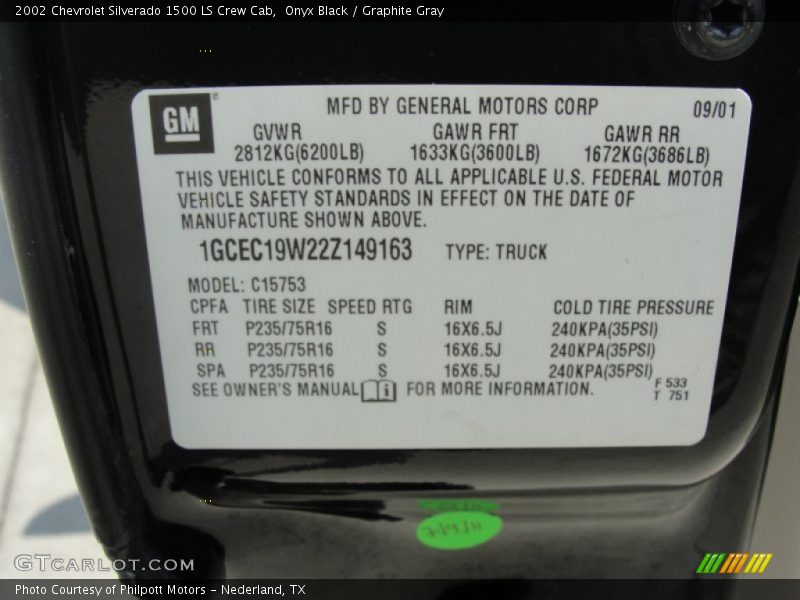 2002 Chevrolet Silverado 1500 LS Crew Cab,  Onyx Black / Graphite Gray
GM
MFD BY GENERAL MOTORS CORP 09/01
GVWR GAWR FRT GAWR RR
2812KG(6200LB) 1633KG(3600LB) 1672KG(3686LB)
THIS VEHICLE CONFORMS TO ALL APPLICABLE U.S. FEDERAL MOTOR
VEHICLE SAFETY STANDARDS IN EFFECT ON THE DATE OF
MANUFACTURE SHOWN ABOVE.
1GCEC19W22Z149163 TYPE: TRUCK
MODEL: C15753
CPFA TIRE SIZE SPEED RTG RIM COLD TIRE PRESSURE
FRT P235/75R16 S 16X6.5J 240KPA(35PSI)
RR P235/75R16 S 16X6.5J 240KPA(35PSI)
SPA P235/75R16 S 16X6.5J 240KPA(35PSI)
SEE OWNER'S MANUAL i FOR MORE INFORMATION.
F 533
T 751
GTCarLot.com
Photo Courtesy of Philpott Motors - Nederland, TX